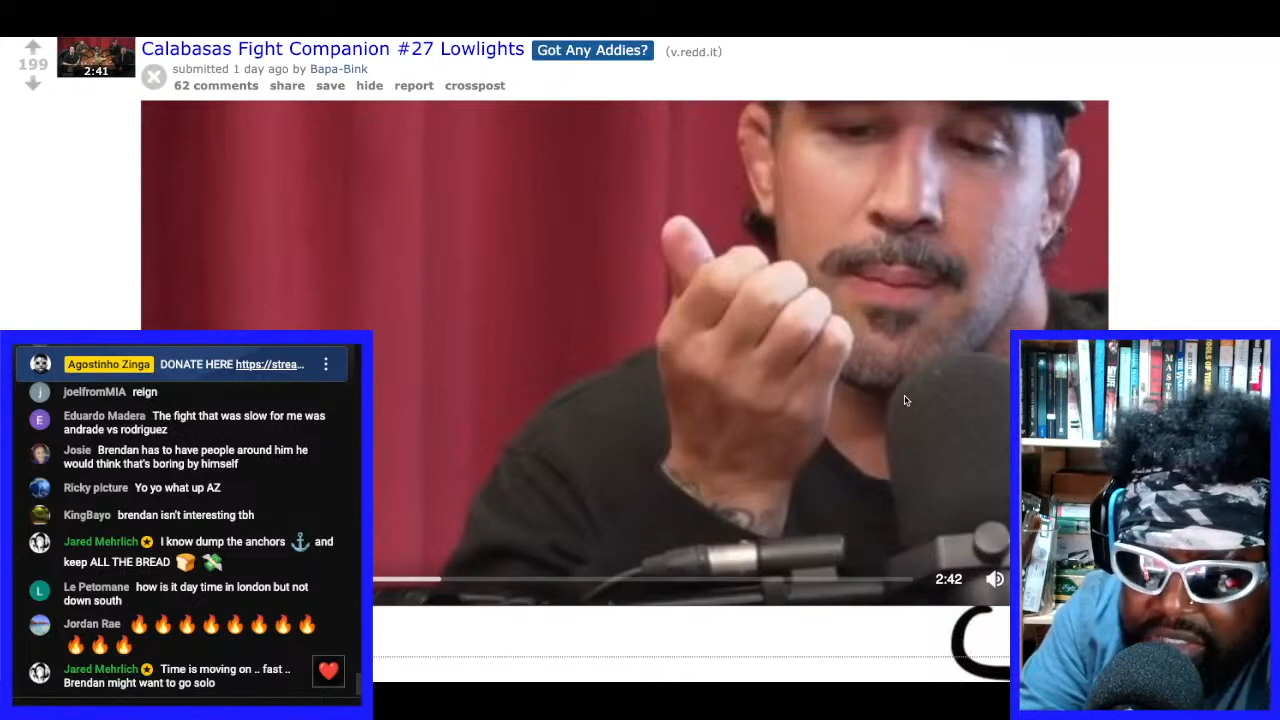 Calabasas Fight Companion #27 Lowlights Got Any Addies? (v.redd.it)
199
2:41
submitted 1 day ago by Bapa-Bink
62 comments share save hide report crosspost
2:42
Agostinho Zinga DONATE HERE https://strea...
joelfromMIA reign
Eduardo Madera The fight that was slow for me was
andrade vs rodriguez
Josie Brendan has to have people around him he
would think that's boring by himself
Ricky picture Yo yo what up AZ
KingBayo brendan isn't interesting tbh
Jared Mehrlich I know dump the anchors ⚓ and
keep ALL THE BREAD 🍞 💸
Le Petomane how is it day time in london but not
down south
Jordan Rae 🔥🔥🔥🔥🔥🔥🔥🔥
🔥🔥🔥
Jared Mehrlich Time is moving on .. fast ..
Brendan might want to go solo